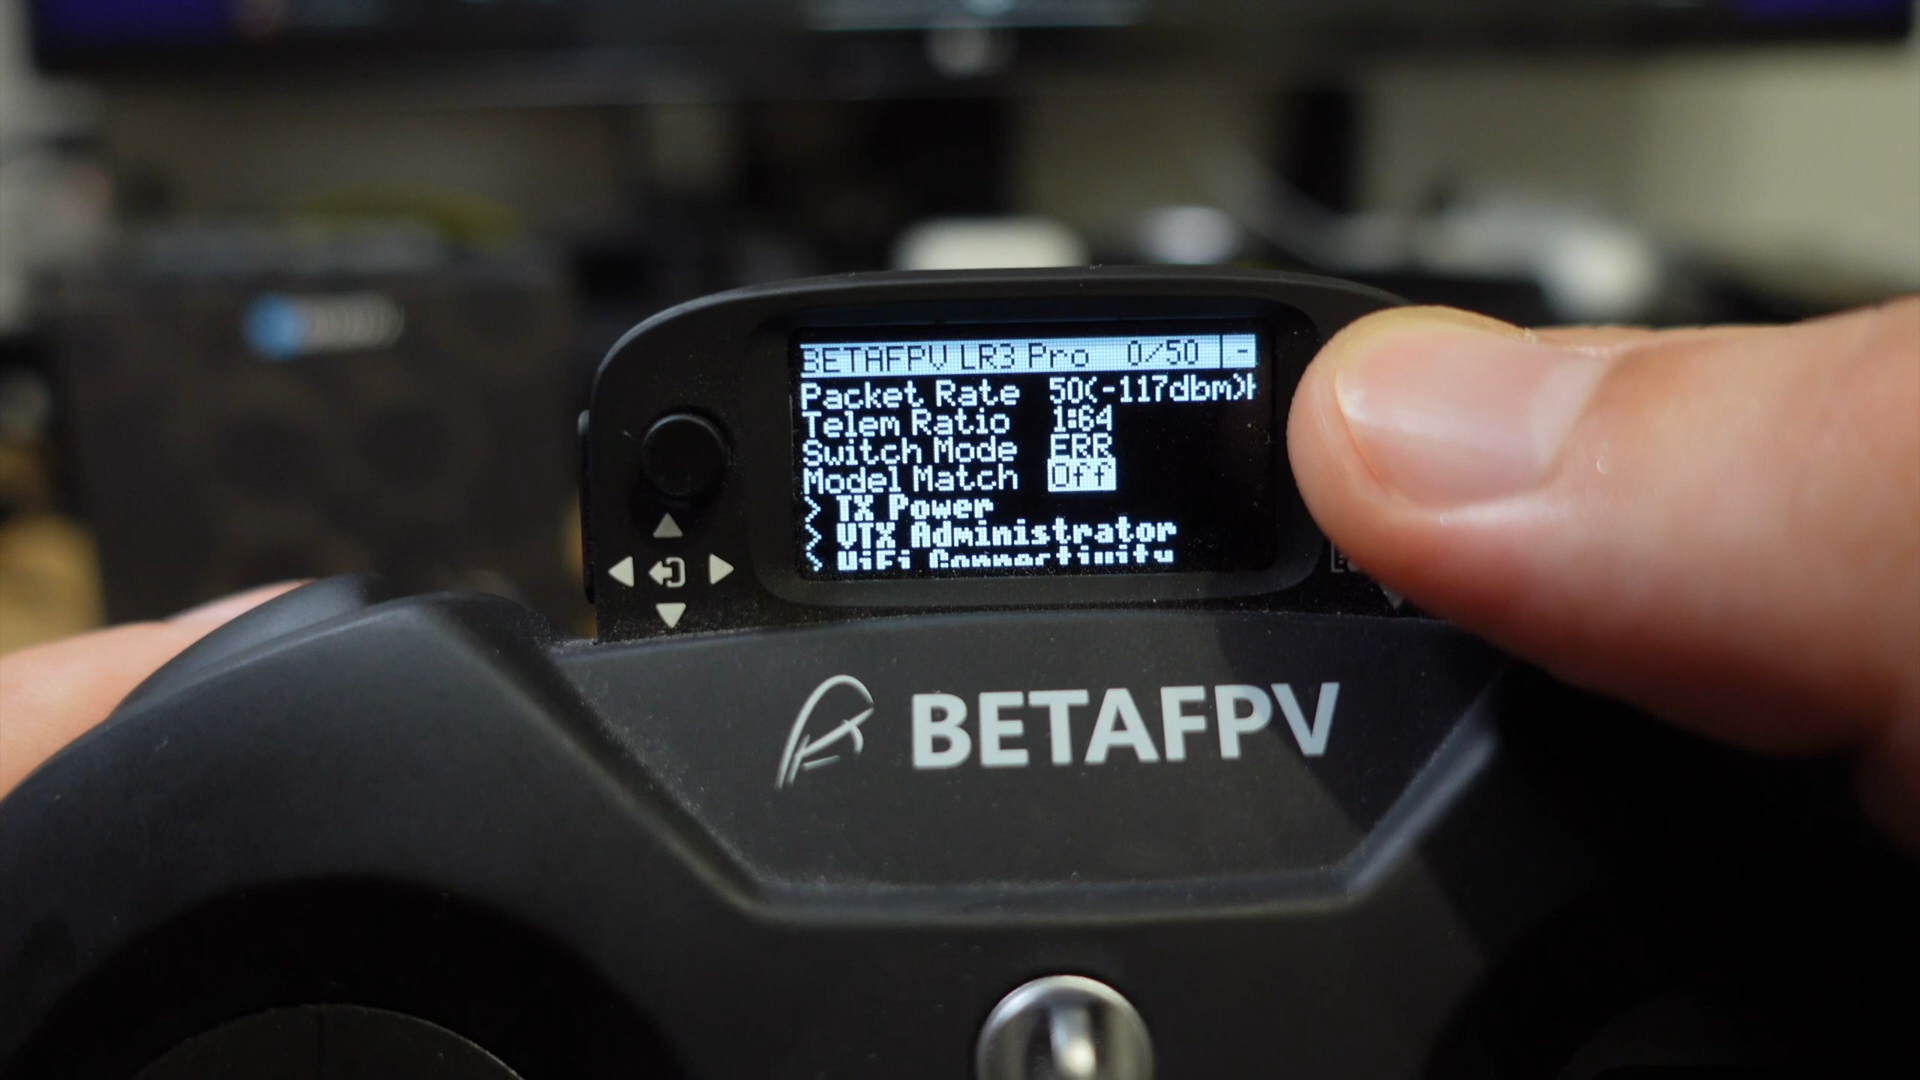 BETAFPV LR3 Pro 0/50 -
Packet Rate 50(-117dbm)H
Telem Ratio 1:64
Switch Mode ERR
Model Match Off
> TX Power
> VTX Administrator
> WiFi Connectivity
BETAFPV